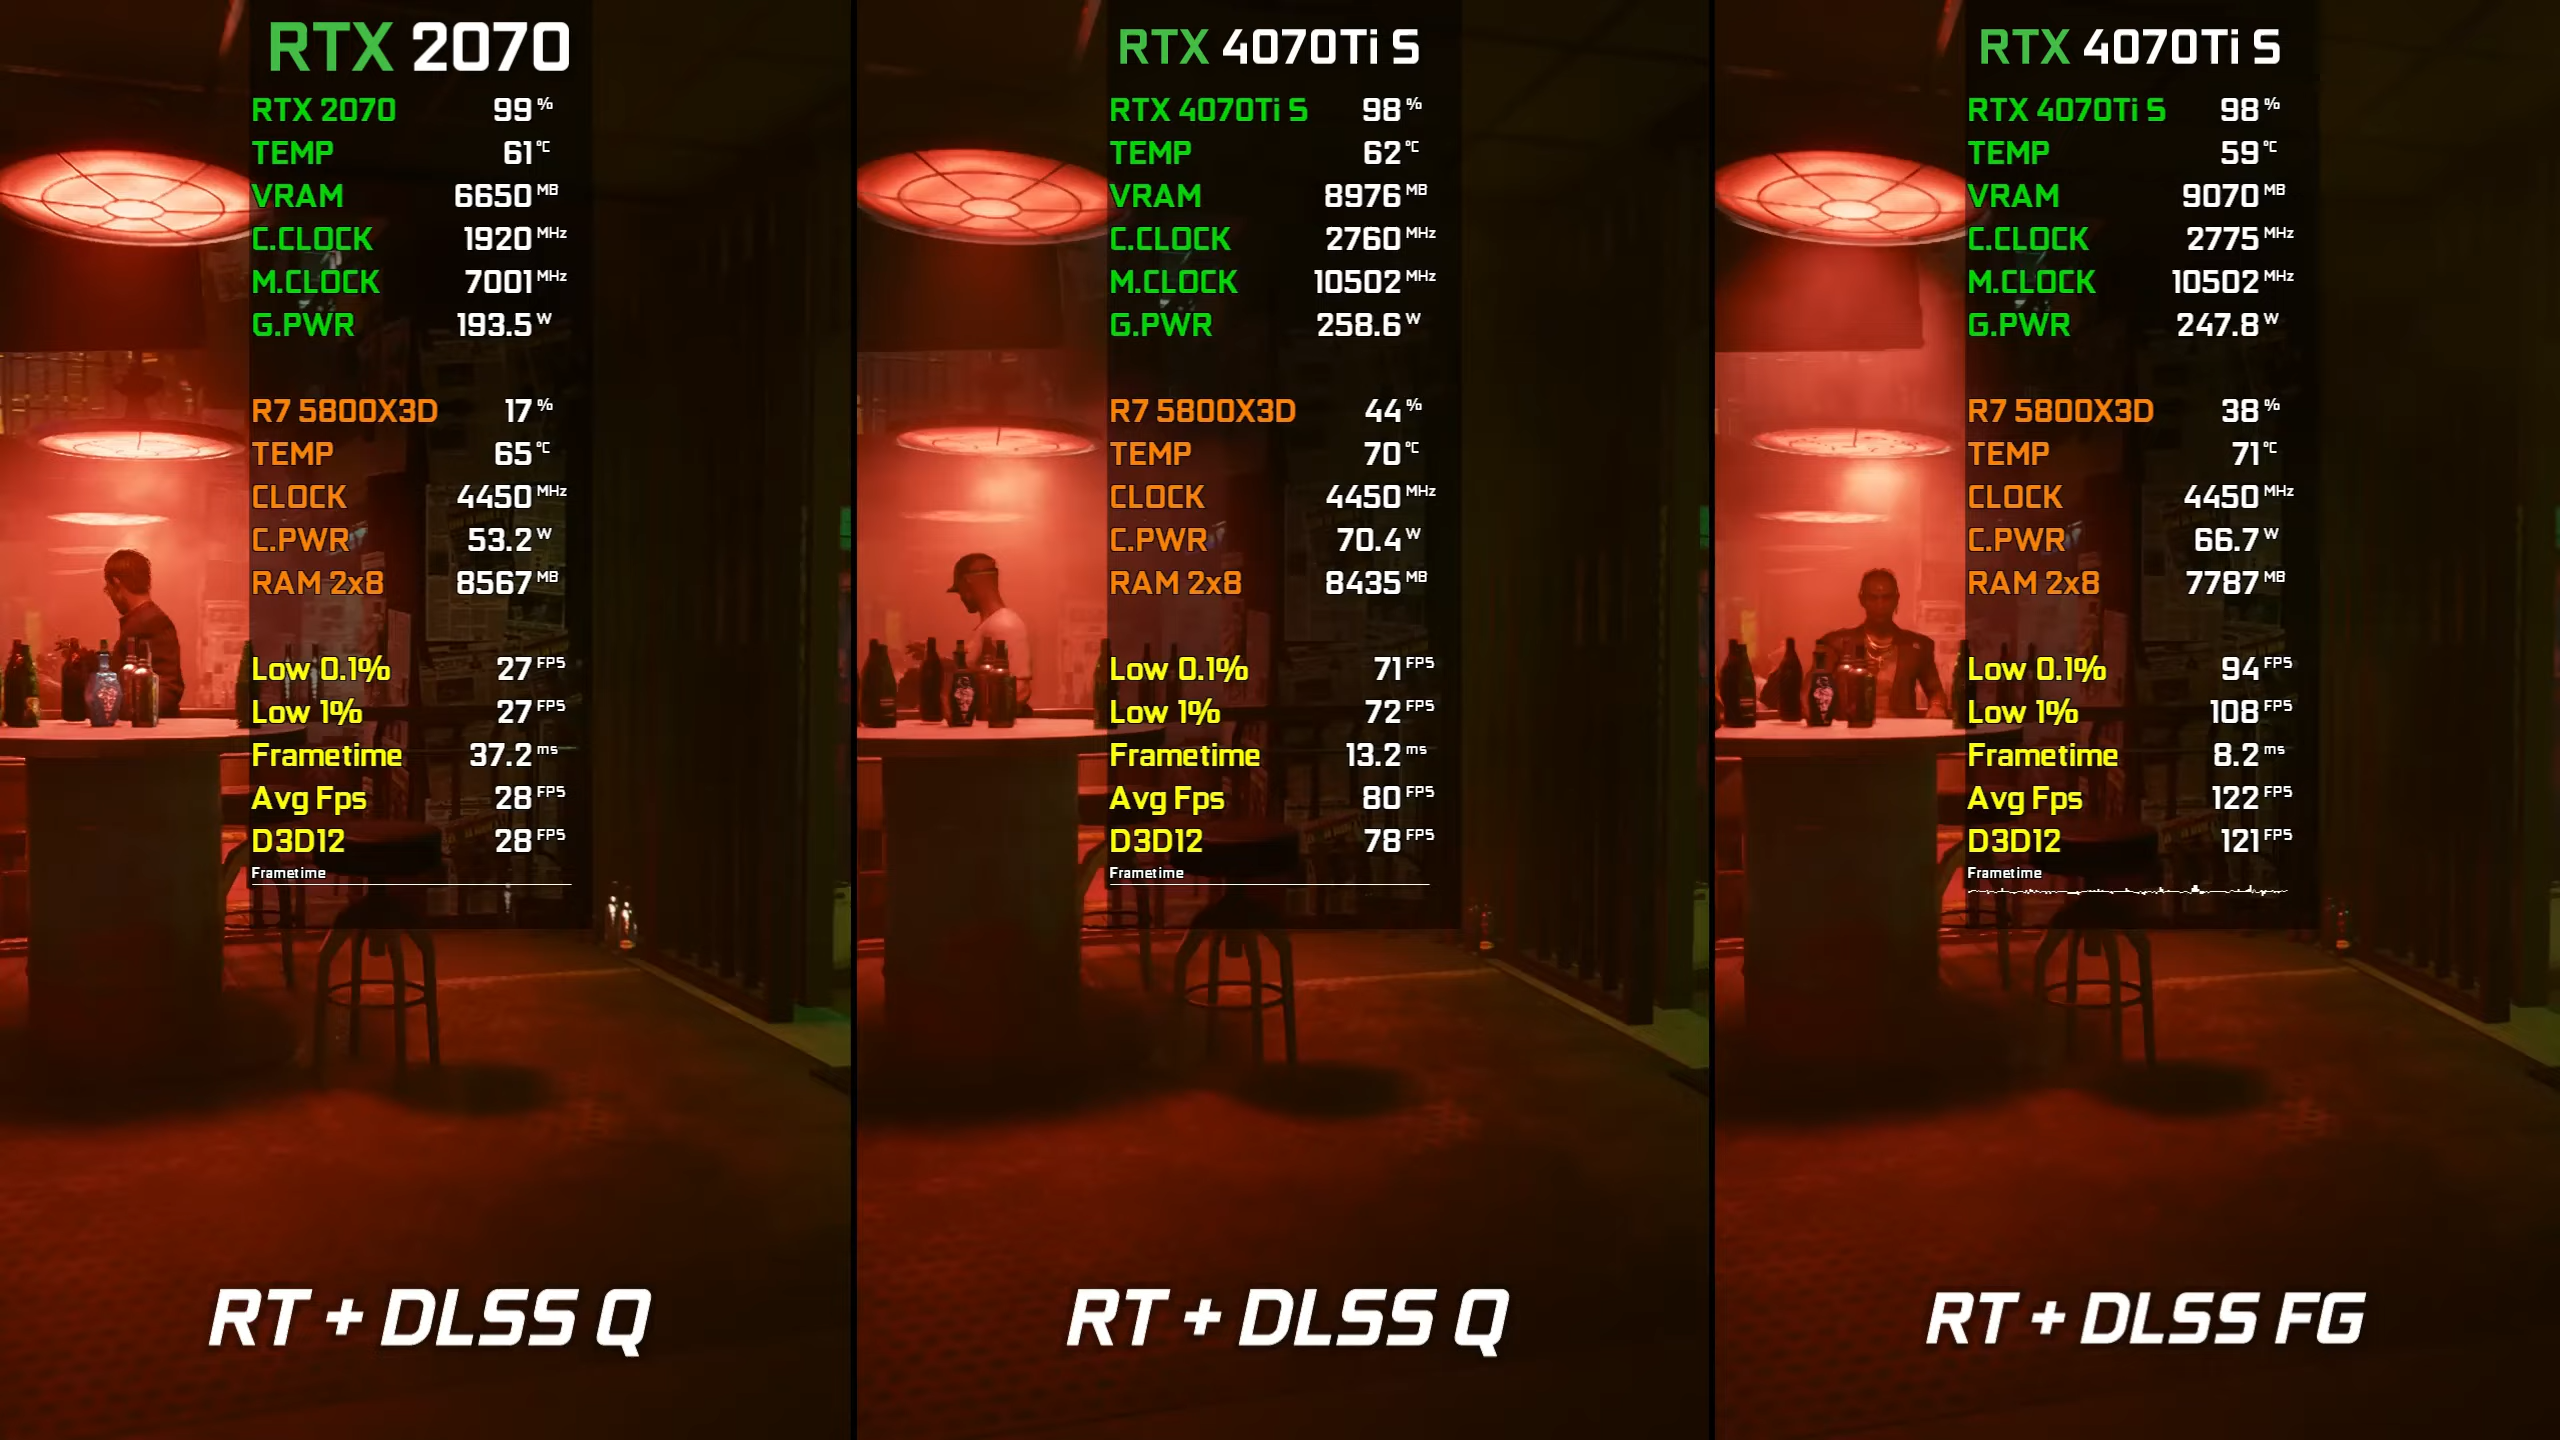 RTX 2070
RTX 2070 99 %
TEMP 61 °C
VRAM 6650 MB
C.CLOCK 1920 MHz
M.CLOCK 7001 MHz
G.PWR 193.5 W
R7 5800X3D 17 %
TEMP 65 °C
CLOCK 4450 MHz
C.PWR 53.2 W
RAM 2x8 8567 MB
Low 0.1% 27 FPS
Low 1% 27 FPS
Frametime 37.2 ms
Avg Fps 28 FPS
D3D12 28 FPS
Frametime
RT + DLSS Q
RTX 4070Ti S
RTX 4070Ti S 98 %
TEMP 62 °C
VRAM 8976 MB
C.CLOCK 2760 MHz
M.CLOCK 10502 MHz
G.PWR 258.6 W
R7 5800X3D 44 %
TEMP 70 °C
CLOCK 4450 MHz
C.PWR 70.4 W
RAM 2x8 8435 MB
Low 0.1% 71 FPS
Low 1% 72 FPS
Frametime 13.2 ms
Avg Fps 80 FPS
D3D12 78 FPS
Frametime
RT + DLSS Q
RTX 4070Ti S
RTX 4070Ti S 98 %
TEMP 59 °C
VRAM 9070 MB
C.CLOCK 2775 MHz
M.CLOCK 10502 MHz
G.PWR 247.8 W
R7 5800X3D 38 %
TEMP 71 °C
CLOCK 4450 MHz
C.PWR 66.7 W
RAM 2x8 7787 MB
Low 0.1% 94 FPS
Low 1% 108 FPS
Frametime 8.2 ms
Avg Fps 122 FPS
D3D12 121 FPS
Frametime
RT + DLSS FG